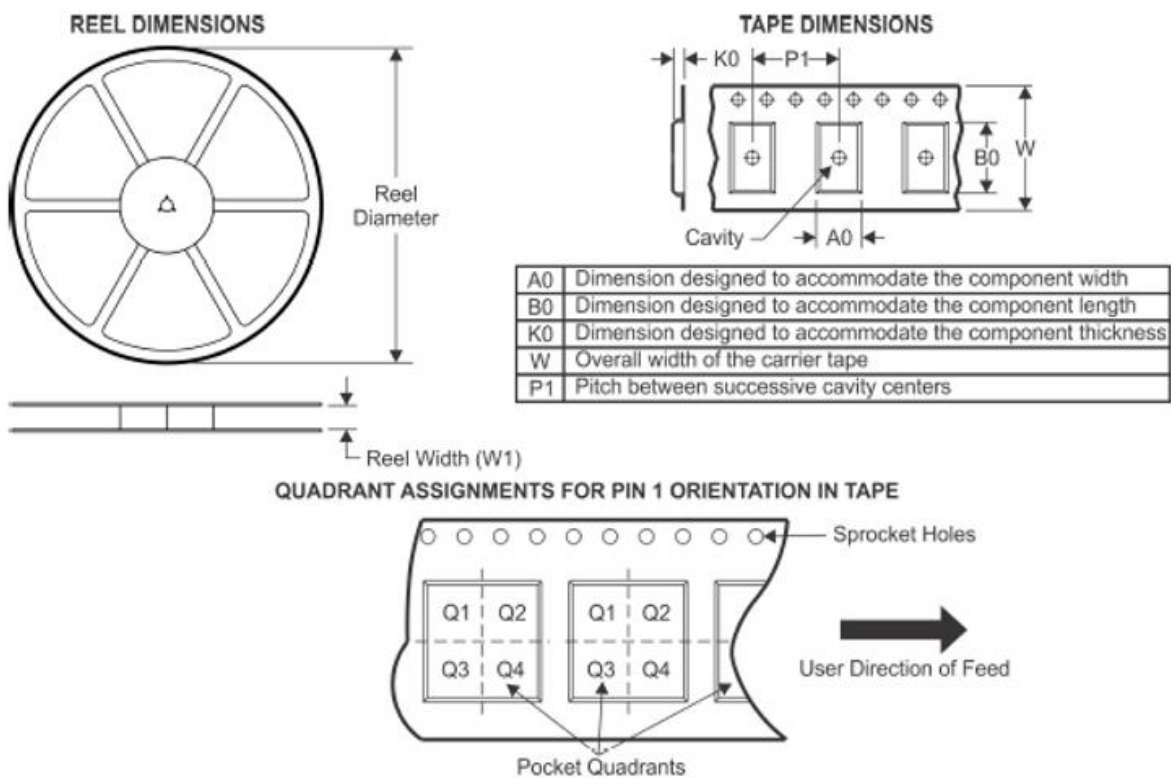 REEL DIMENSIONS
Reel
Diameter
Reel Width (W1)
TAPE DIMENSIONS
K0
P1
B0
W
Cavity
A0
A0 Dimension designed to accommodate the component width
B0 Dimension designed to accommodate the component length
K0 Dimension designed to accommodate the component thickness
W Overall width of the carrier tape
P1 Pitch between successive cavity centers
QUADRANT ASSIGNMENTS FOR PIN 1 ORIENTATION IN TAPE
Sprocket Holes
Q1 Q2 Q1 Q2
Q3 Q4 Q3 Q4
User Direction of Feed
Pocket Quadrants